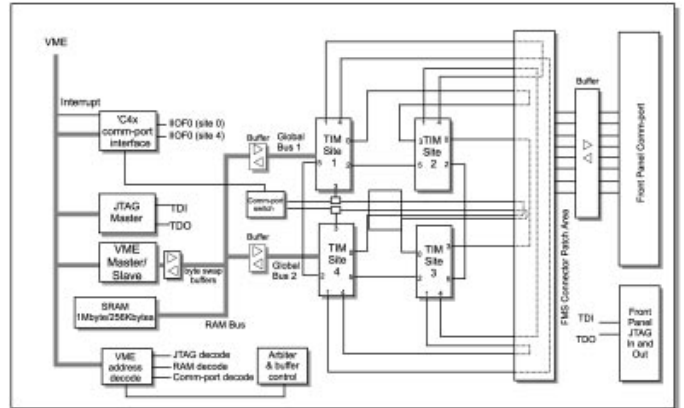 VME
Interrupt
'C4x
comm-port
interface
IIOF0 (site 0)
IIOF0 (site 4)
JTAG
Master
TDI
TDO
VME
Master/
Slave
byte swap
buffers
SRAM
1Mbyte/256Kbytes
RAM Bus
VME
address
decode
JTAG decode
RAM decode
Comm-port decode
Arbiter
& buffer
control
Buffer
Global
Bus 1
Comm-port
switch
Buffer
Global
Bus 2
TIM
Site
1
TIM
Site
2
TIM
Site
4
TIM
Site
3
FMS Connector Patch Area
Buffer
Front Panel Comm-port
TDI
TDO
Front
Panel
JTAG
In and
Out